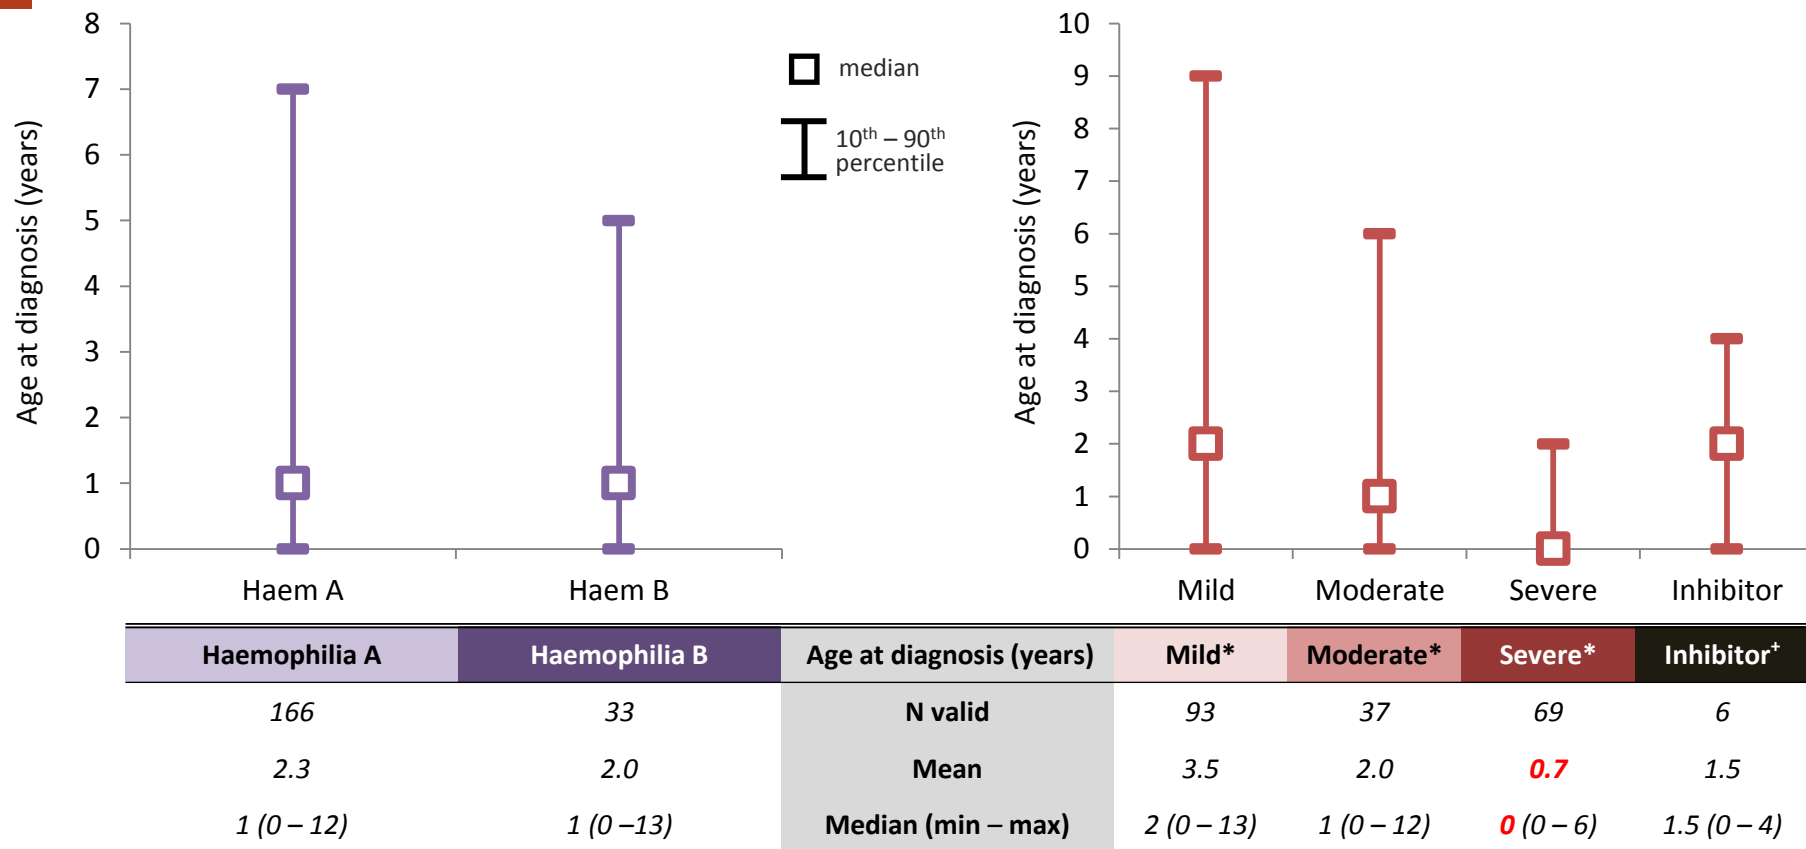 Age at diagnosis (years)
8
7
6
5
4
3
2
1
0
Haem A Haem B
median
10th – 90th
percentile
Age at diagnosis (years)
10
9
8
7
6
5
4
3
2
1
0
Mild Moderate Severe Inhibitor
Haemophilia A Haemophilia B Age at diagnosis (years) Mild* Moderate* Severe* Inhibitor+
166 33 N valid 93 37 69 6
2.3 2.0 Mean 3.5 2.0 0.7 1.5
1 (0 – 12) 1 (0 –13) Median (min – max) 2 (0 – 13) 1 (0 – 12) 0 (0 – 6) 1.5 (0 – 4)